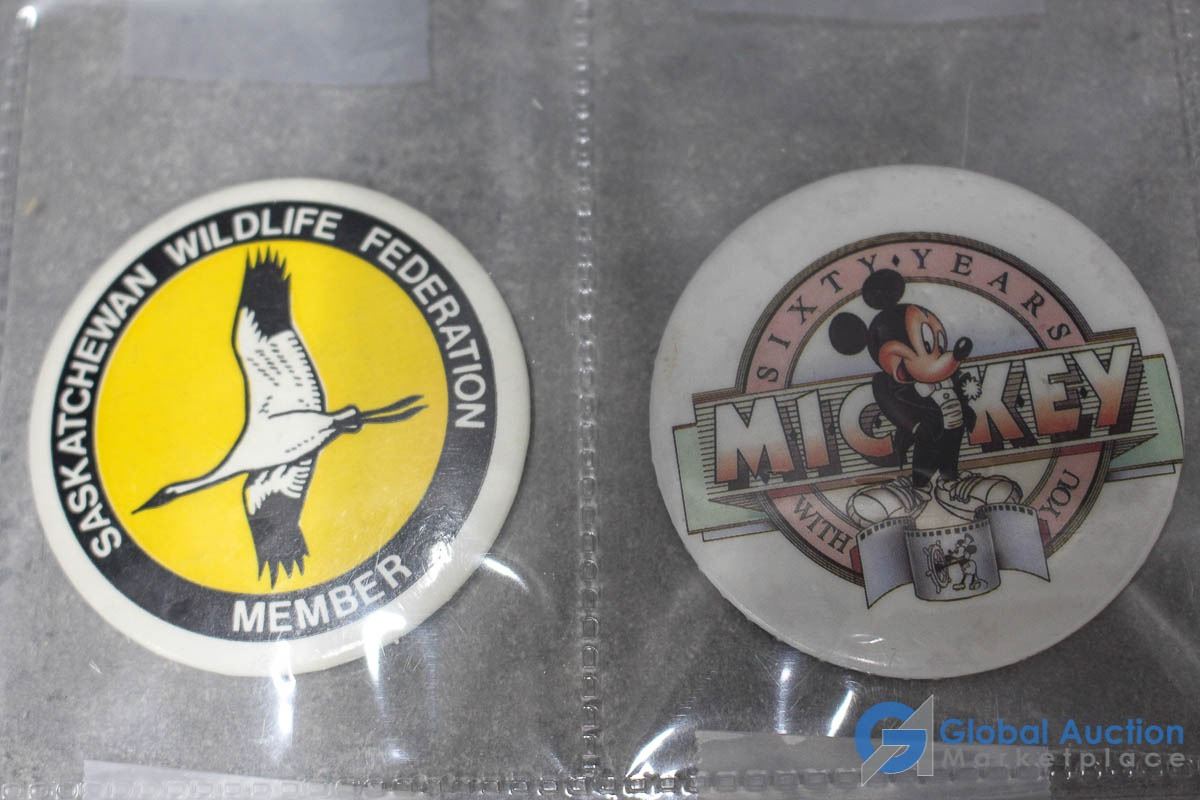 SASKATCHEWAN WILDLIFE FEDERATION
MEMBER
SIXTY • YEARS
MICKEY
WITH YOU
Global Auction
Marketplace